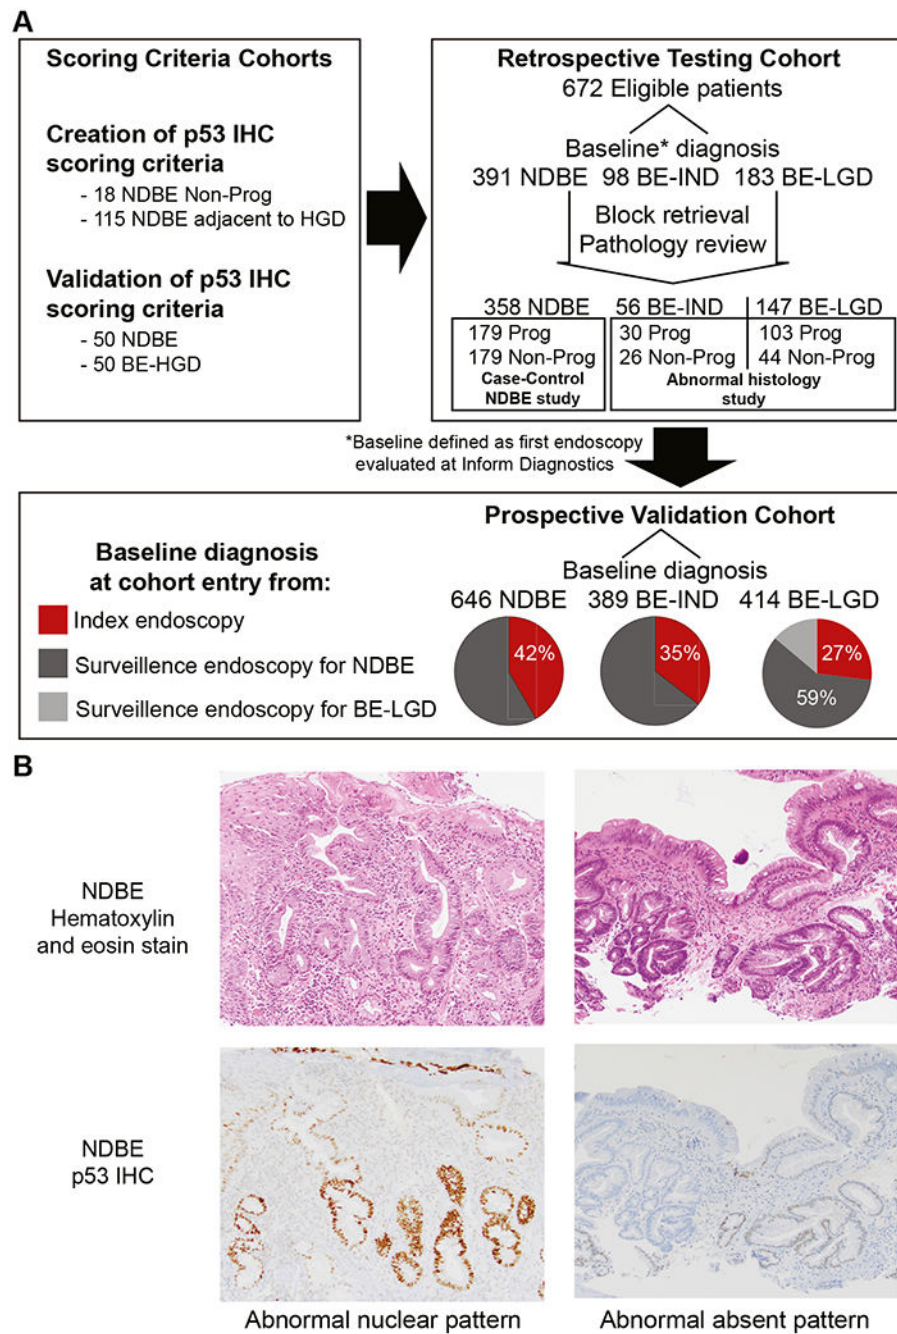 A
Scoring Criteria Cohorts
Creation of p53 IHC
scoring criteria
- 18 NDBE Non-Prog
- 115 NDBE adjacent to HGD
Validation of p53 IHC
scoring criteria
- 50 NDBE
- 50 BE-HGD
Retrospective Testing Cohort
672 Eligible patients
Baseline* diagnosis
391 NDBE 98 BE-IND 183 BE-LGD
Block retrieval
Pathology review
358 NDBE 56 BE-IND 147 BE-LGD
179 Prog 30 Prog 103 Prog
179 Non-Prog 26 Non-Prog 44 Non-Prog
Case-Control Abnormal histology
NDBE study study
*Baseline defined as first endoscopy
evaluated at Inform Diagnostics
Prospective Validation Cohort
Baseline diagnosis
at cohort entry from:
Index endoscopy
Surveillence endoscopy for NDBE
Surveillence endoscopy for BE-LGD
Baseline diagnosis
646 NDBE 389 BE-IND 414 BE-LGD
42% 35% 27%
59%
B
NDBE
Hematoxylin
and eosin stain
NDBE
p53 IHC
Abnormal nuclear pattern Abnormal absent pattern